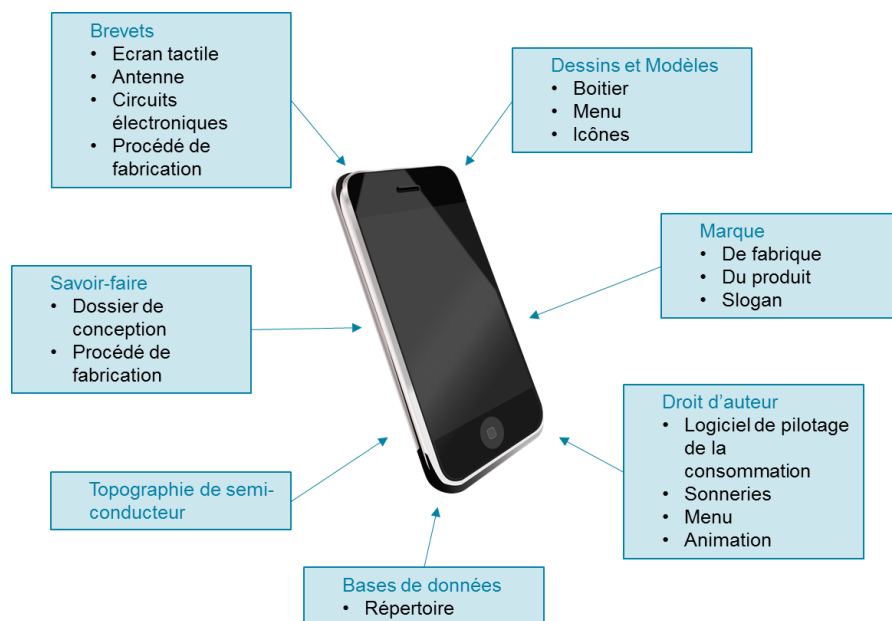 Brevets
• Ecran tactile
• Antenne
• Circuits
électroniques
• Procédé de
fabrication
Dessins et Modèles
• Boitier
• Menu
• Icônes
Savoir-faire
• Dossier de
conception
• Procédé de
fabrication
Marque
• De fabrique
• Du produit
• Slogan
Topographie de semi-
conducteur
Droit d’auteur
• Logiciel de pilotage
de la
consommation
• Sonneries
• Menu
• Animation
Bases de données
• Répertoire